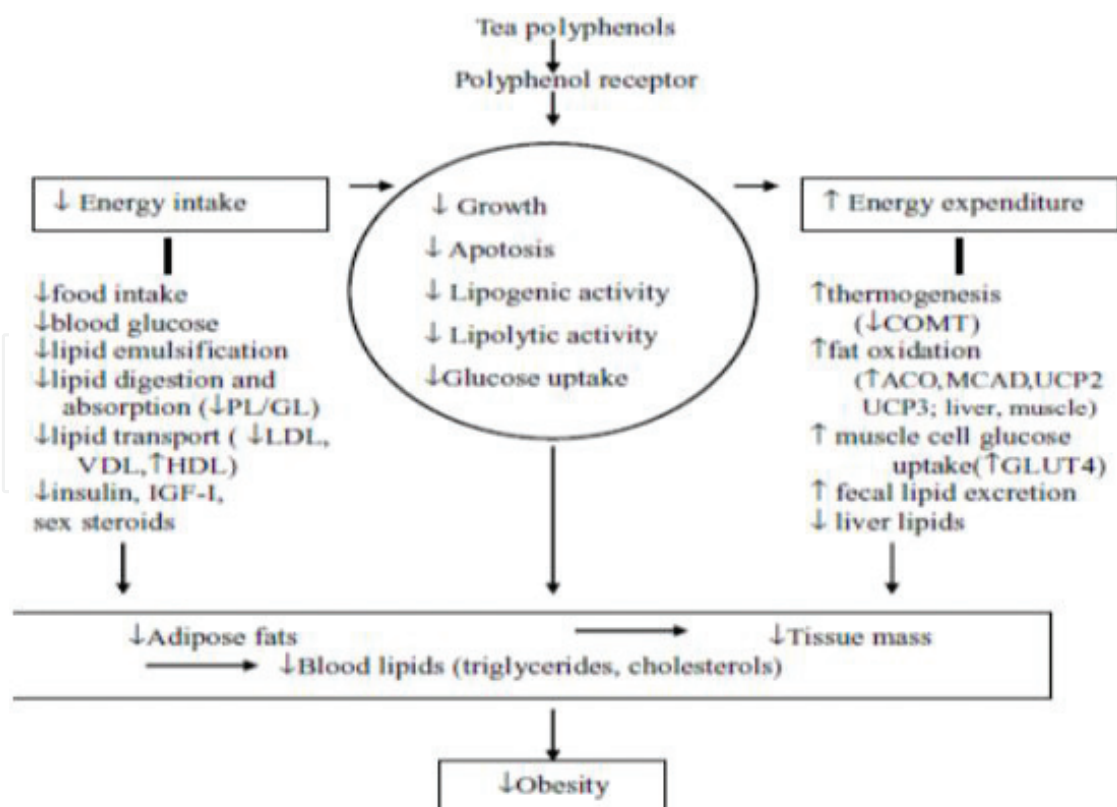 Tea polyphenols
Polyphenol receptor
↓ Energy intake
↓food intake
↓blood glucose
↓lipid emulsification
↓lipid digestion and
absorption (↓PL/GL)
↓lipid transport ( ↓LDL,
VDL,↑HDL)
↓insulin, IGF-I,
sex steroids
↓ Growth
↓ Apotosis
↓ Lipogenic activity
↓ Lipolytic activity
↓Glucose uptake
↑ Energy expenditure
↑thermogenesis
(↓COMT)
↑fat oxidation
(↑ACO,MCAD,UCP2
UCP3; liver, muscle)
↑ muscle cell glucose
uptake(↑GLUT4)
↑ fecal lipid excretion
↓ liver lipids
↓Adipose fats
↓Tissue mass
↓Blood lipids (triglycerides, cholesterols)
↓Obesity